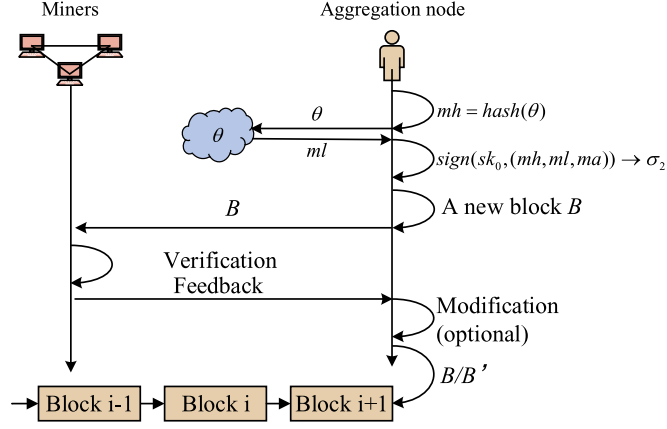 Miners
Aggregation node
mh = hash(θ)
θ
θ
ml
sign(sk₀,(mh,ml,ma)) → σ₂
B
A new block B
Verification
Feedback
Modification
(optional)
B/B'
Block i-1
Block i
Block i+1